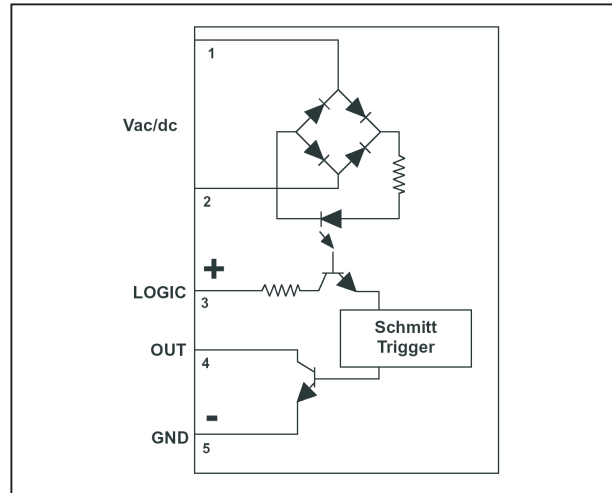 1
Vac/dc
2
+
LOGIC
3
Schmitt
Trigger
OUT
4
-
GND
5